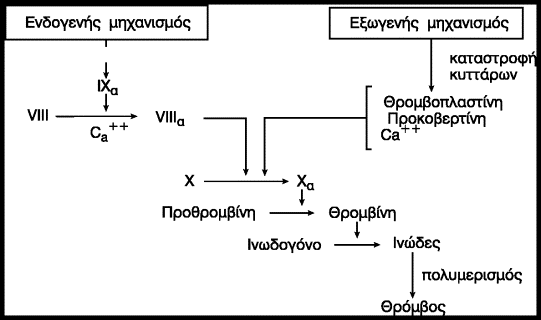 Ενδογενής μηχανισμός
Εξωγενής μηχανισμός
καταστροφή
κυττάρων
IXα
VIII
Ca++
VIIIα
Θρομβοπλαστίνη
Προκοβερτίνη
Ca++
X
Xα
Προθρομβίνη
Θρομβίνη
Ινωδογόνο
Ινώδες
πολυμερισμός
Θρόμβος